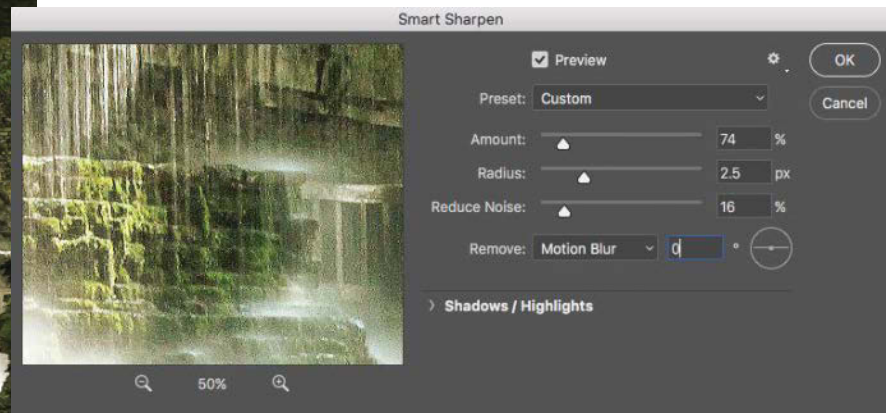 Smart Sharpen
Preview
OK
Preset: Custom
Cancel
Amount: 74 %
Radius: 2.5 px
Reduce Noise: 16 %
Remove: Motion Blur 0 °
Shadows / Highlights
50%